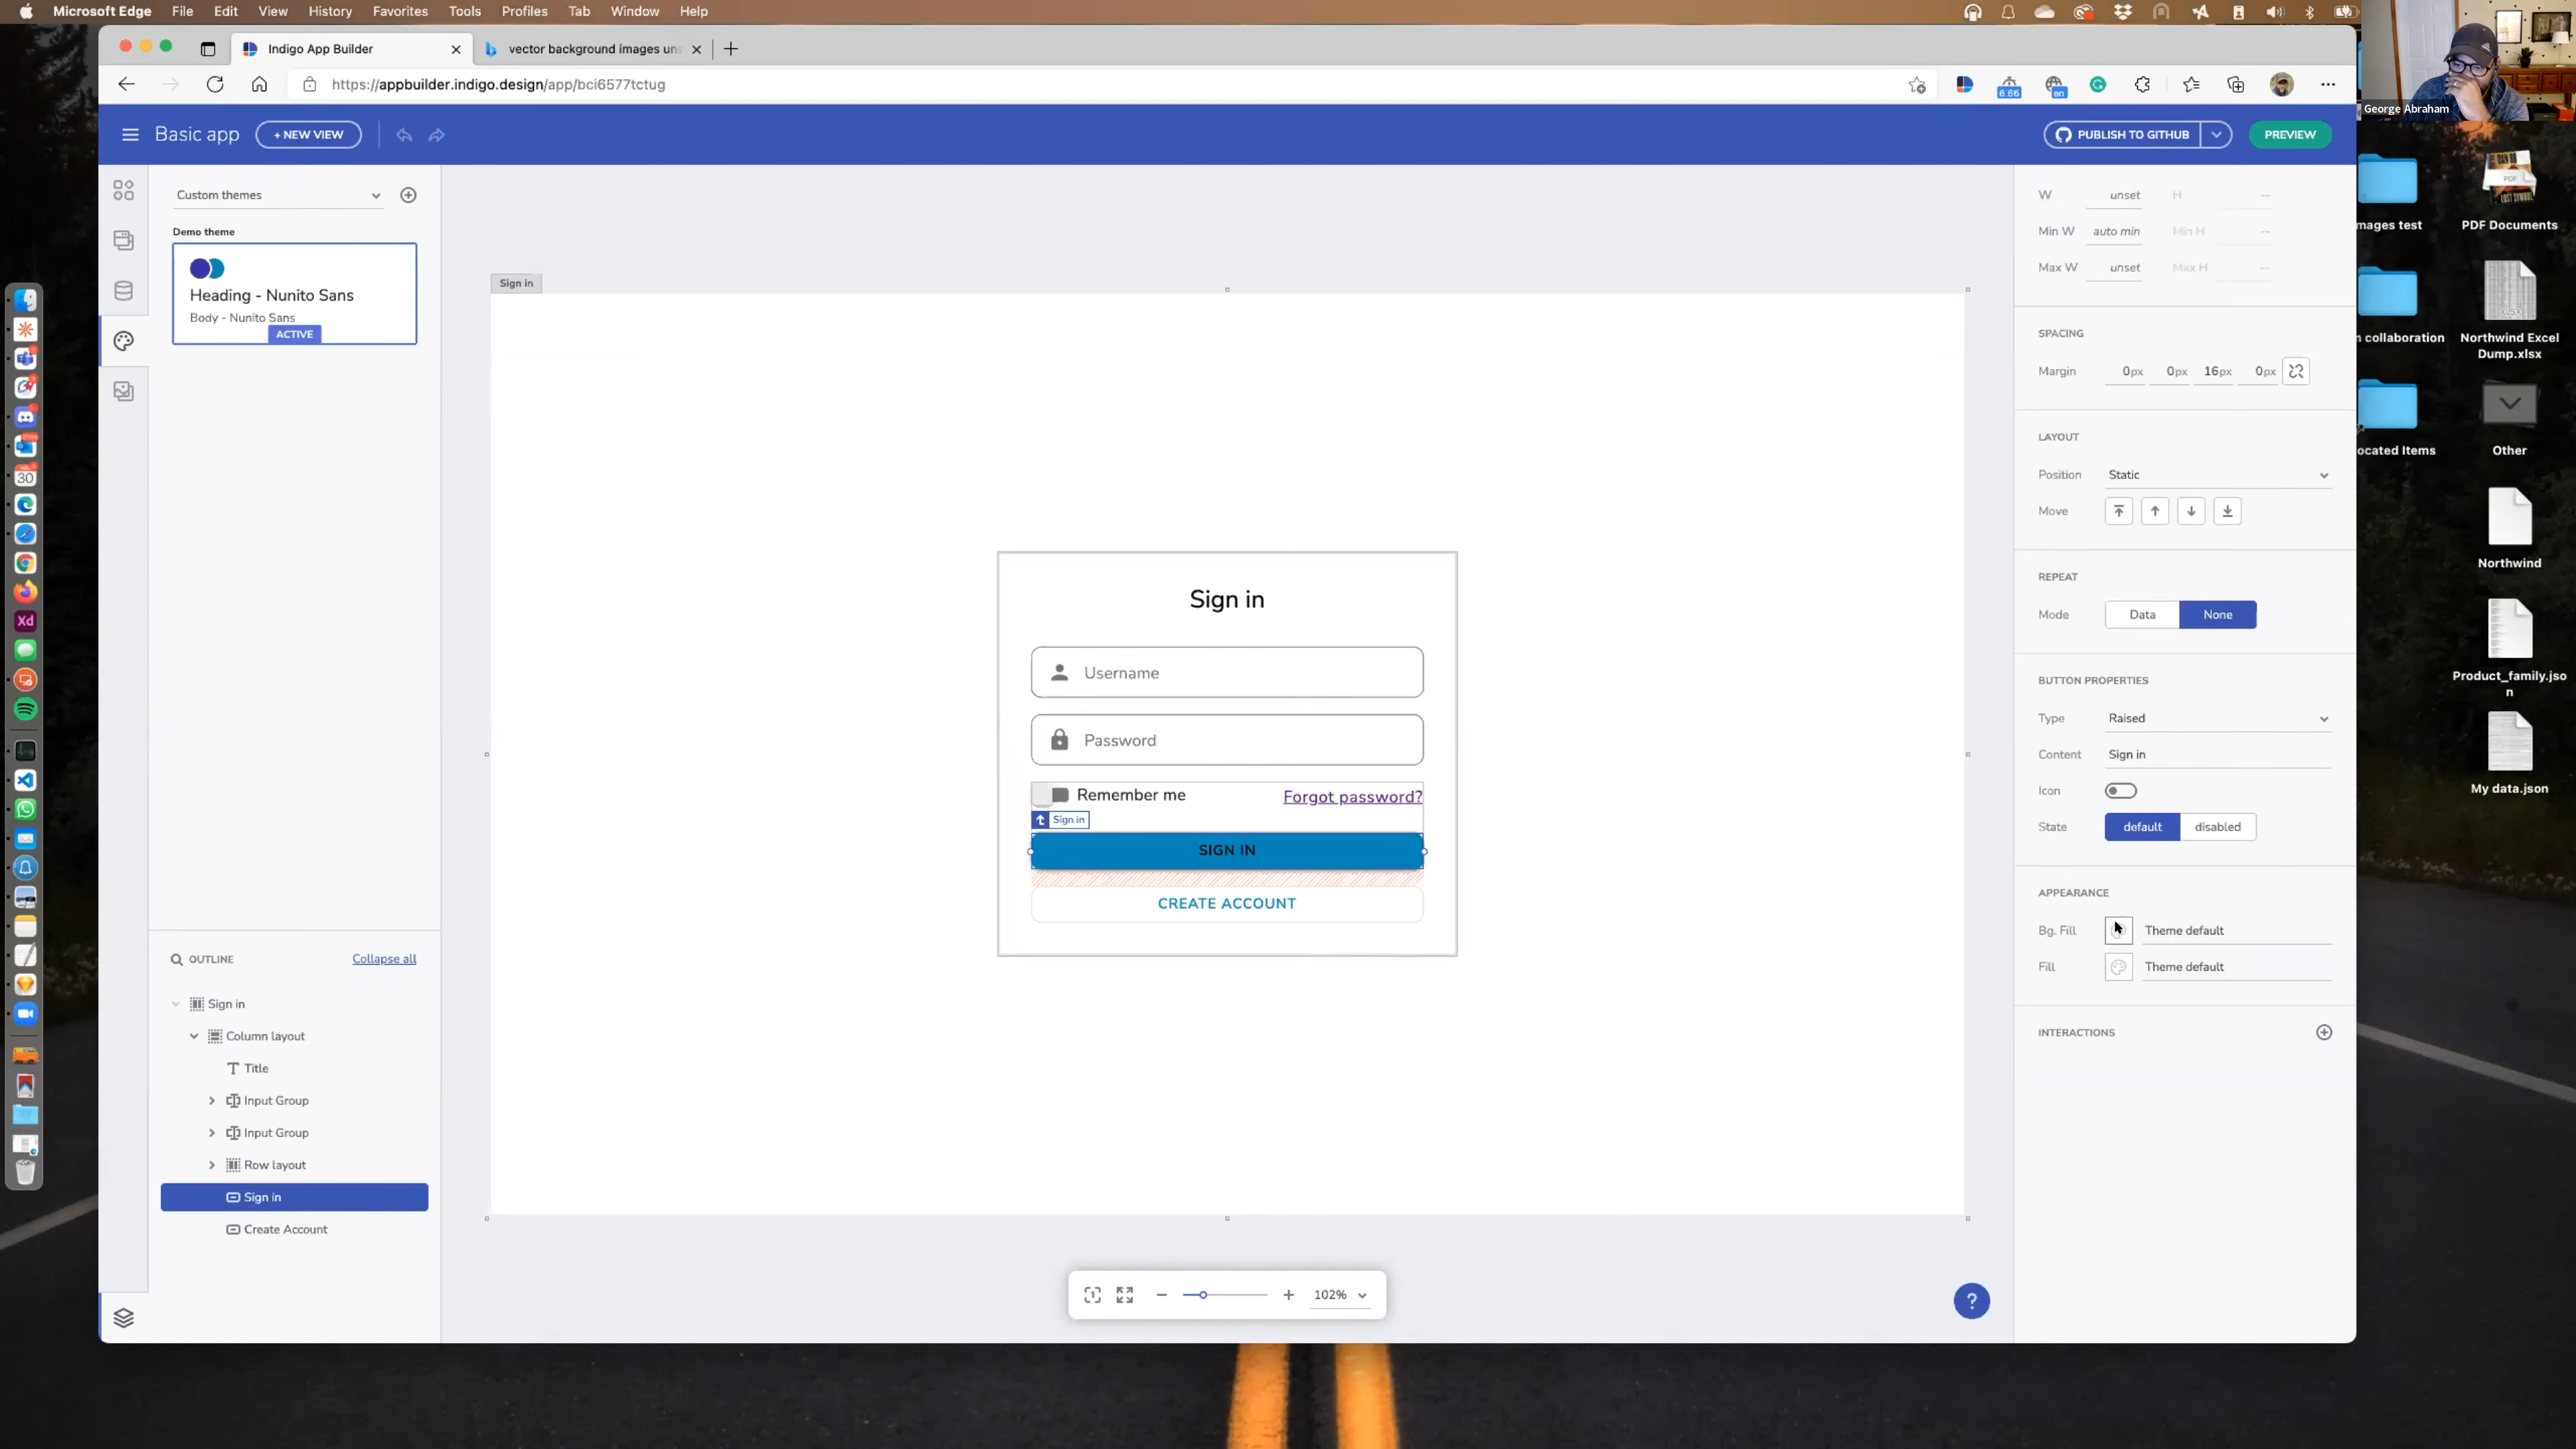 Microsoft Edge File Edit View History Favorites Tools Profiles Tab Window Help
Indigo App Builder
vector background images un
George Abraham
https://appbuilder.indigo.design/app/bci6577tctug
6.66
en
Basic app
+ NEW VIEW
PUBLISH TO GITHUB
PREVIEW
Custom themes
Demo theme
Heading - Nunito Sans
Body - Nunito Sans
ACTIVE
Sign in
Sign in
Username
Password
Remember me
Forgot password?
Sign in
SIGN IN
CREATE ACCOUNT
OUTLINE
Collapse all
Sign in
Column layout
Title
Input Group
Input Group
Row layout
Sign in
Create Account
102%
?
W unset H --
Min W auto min Min H --
Max W unset Max H --
SPACING
Margin 0px 0px 16px 0px
LAYOUT
Position Static
Move
REPEAT
Mode Data None
BUTTON PROPERTIES
Type Raised
Content Sign in
Icon
State default disabled
APPEARANCE
Bg. Fill Theme default
Fill Theme default
INTERACTIONS
30
Xd
PDF
mages test
PDF Documents
XLSX
n collaboration
Northwind Excel
Dump.xlsx
ocated Items
Other
Northwind
Product_family.jso
n
My data.json